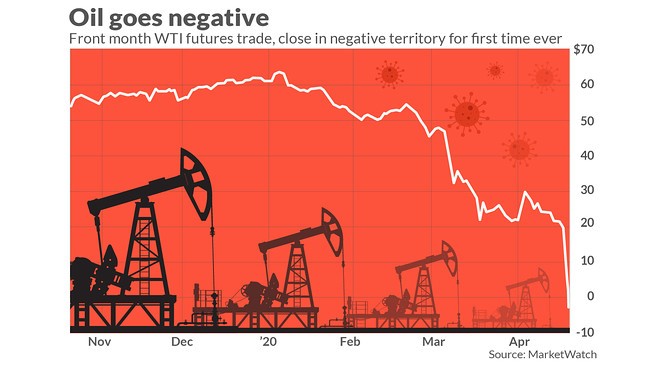 Oil goes negative
Front month WTI futures trade, close in negative territory for first time ever
$70
60
50
40
30
20
10
0
-10
Nov Dec '20 Feb Mar Apr
Source: MarketWatch